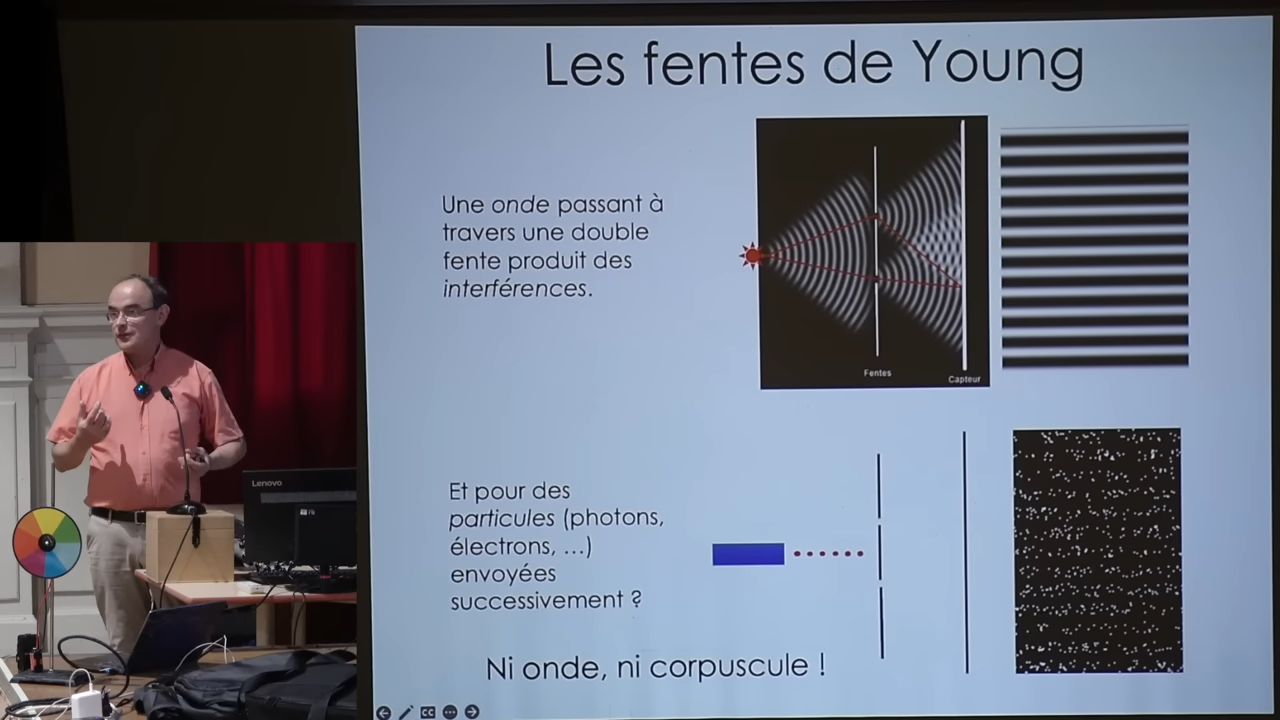 Les fentes de Young
Une onde passant à
travers une double
fente produit des
interférences.
Fentes
Capteur
Et pour des
particules (photons,
électrons, ...)
envoyées
successivement ?
Ni onde, ni corpuscule !
Lenovo
CC